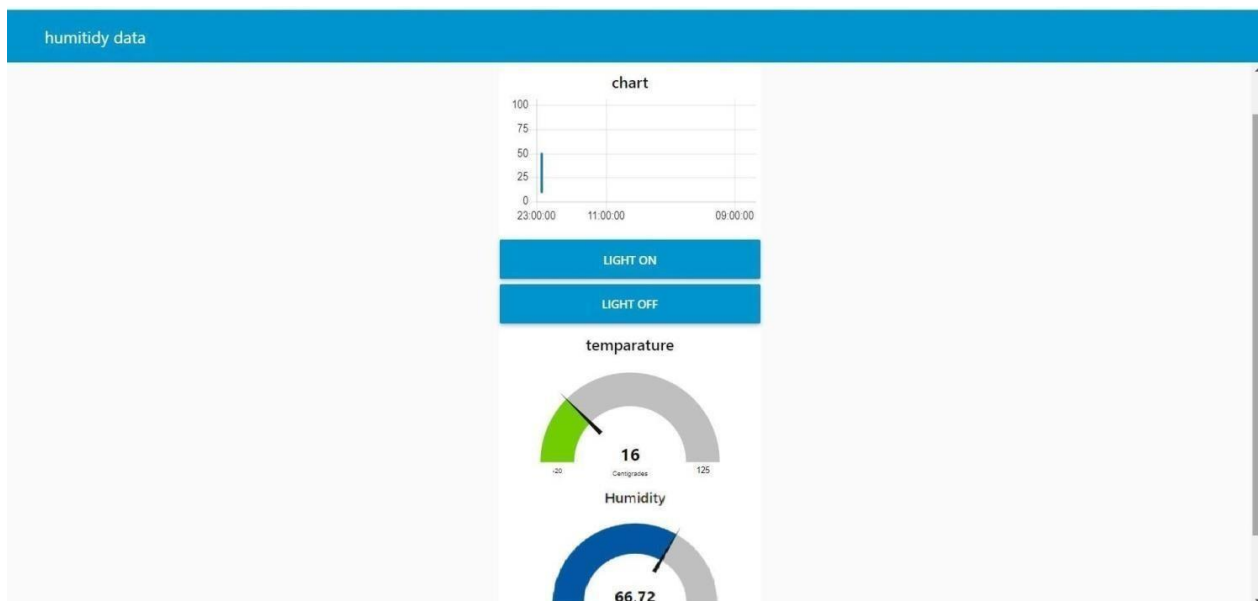 humitidy data
chart
100
75
50
25
0
23:00:00 11:00:00 09:00:00
LIGHT ON
LIGHT OFF
temparature
16
-20 Centigrades 125
Humidity
66.72